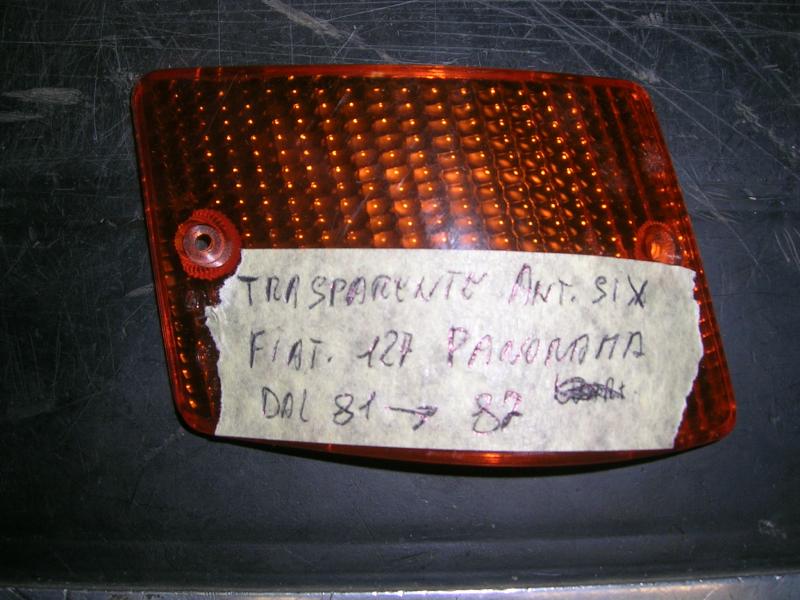 TRASPARENTE ANT. SIX
FIAT. 127 PANORAMA
DAL 81 → 87